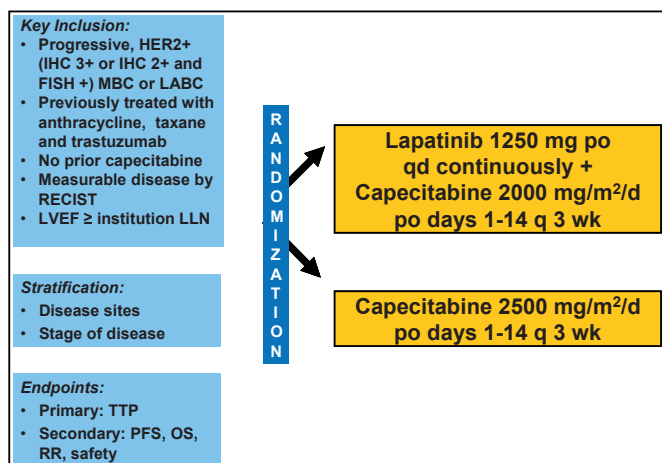 Key Inclusion:
• Progressive, HER2+
(IHC 3+ or IHC 2+ and
FISH +) MBC or LABC
• Previously treated with
anthracycline, taxane
and trastuzumab
• No prior capecitabine
• Measurable disease by
RECIST
• LVEF ≥ institution LLN
Stratification:
• Disease sites
• Stage of disease
Endpoints:
• Primary: TTP
• Secondary: PFS, OS,
RR, safety
RANDOMIZATION
Lapatinib 1250 mg po
qd continuously +
Capecitabine 2000 mg/m²/d
po days 1-14 q 3 wk
Capecitabine 2500 mg/m²/d
po days 1-14 q 3 wk